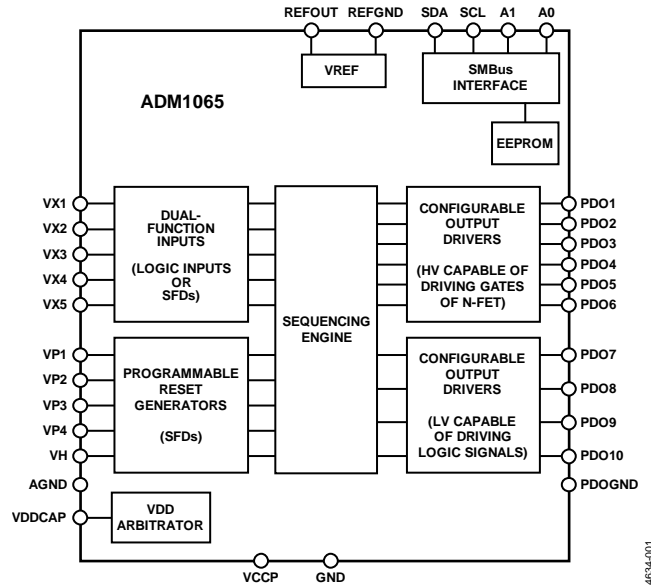 REFOUT REFGND SDA SCL A1 A0
VREF
SMBus
INTERFACE
ADM1065
EEPROM
VX1
VX2
VX3
VX4
VX5
DUAL-
FUNCTION
INPUTS
(LOGIC INPUTS
OR
SFDs)
SEQUENCING
ENGINE
CONFIGURABLE
OUTPUT
DRIVERS
(HV CAPABLE OF
DRIVING GATES
OF N-FET)
PDO1
PDO2
PDO3
PDO4
PDO5
PDO6
VP1
VP2
VP3
VP4
VH
PROGRAMMABLE
RESET
GENERATORS
(SFDs)
CONFIGURABLE
OUTPUT
DRIVERS
(LV CAPABLE
OF DRIVING
LOGIC SIGNALS)
PDO7
PDO8
PDO9
PDO10
AGND
PDOGND
VDDCAP
VDD
ARBITRATOR
VCCP GND
4634-001